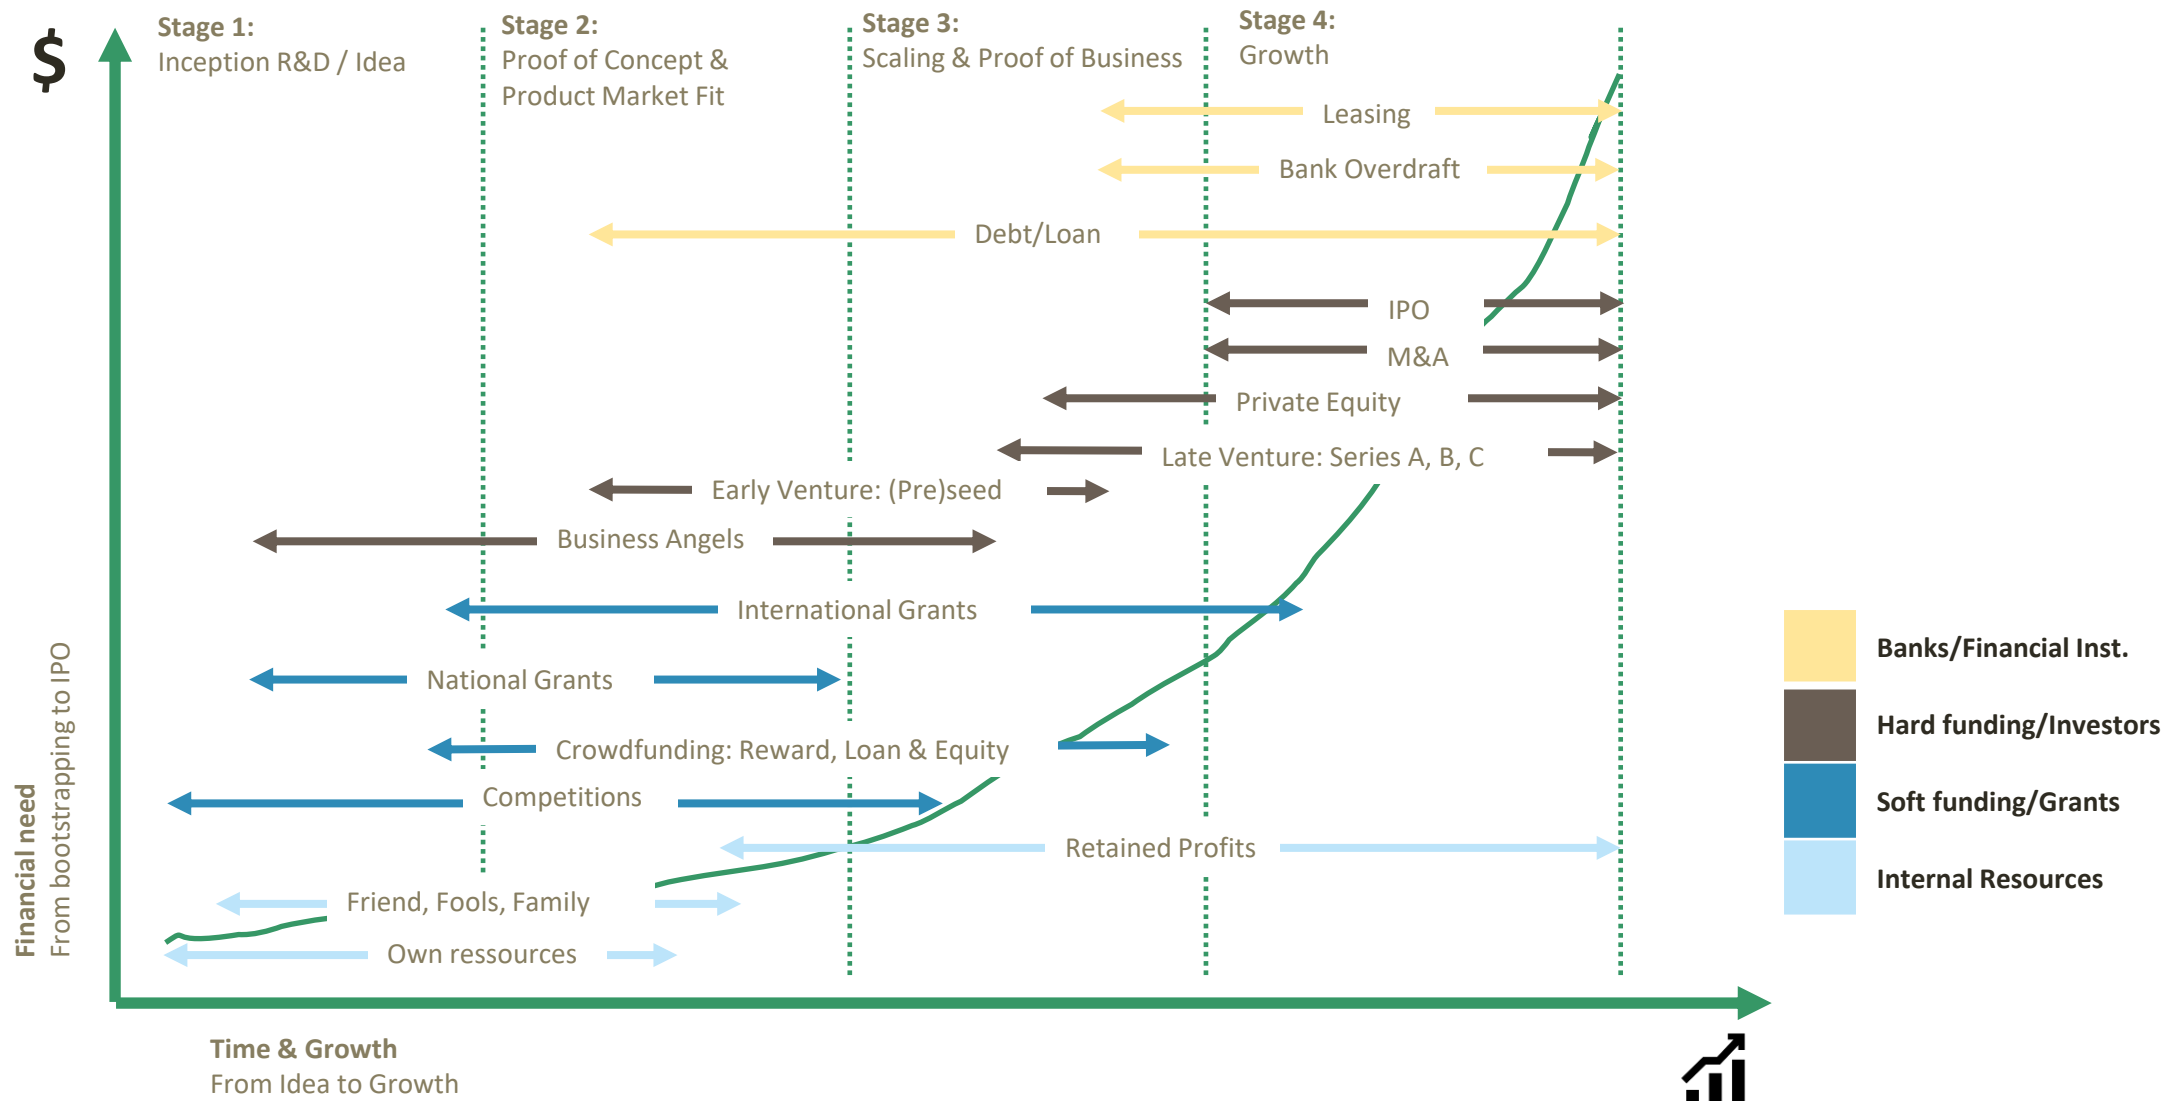 $
Stage 1:
Inception R&D / Idea
Stage 2:
Proof of Concept &
Product Market Fit
Stage 3:
Scaling & Proof of Business
Stage 4:
Growth
Leasing
Bank Overdraft
Debt/Loan
IPO
M&A
Private Equity
Late Venture: Series A, B, C
Early Venture: (Pre)seed
Business Angels
International Grants
National Grants
Crowdfunding: Reward, Loan & Equity
Competitions
Retained Profits
Friend, Fools, Family
Own ressources
Financial need
From bootstrapping to IPO
Time & Growth
From Idea to Growth
Banks/Financial Inst.
Hard funding/Investors
Soft funding/Grants
Internal Resources